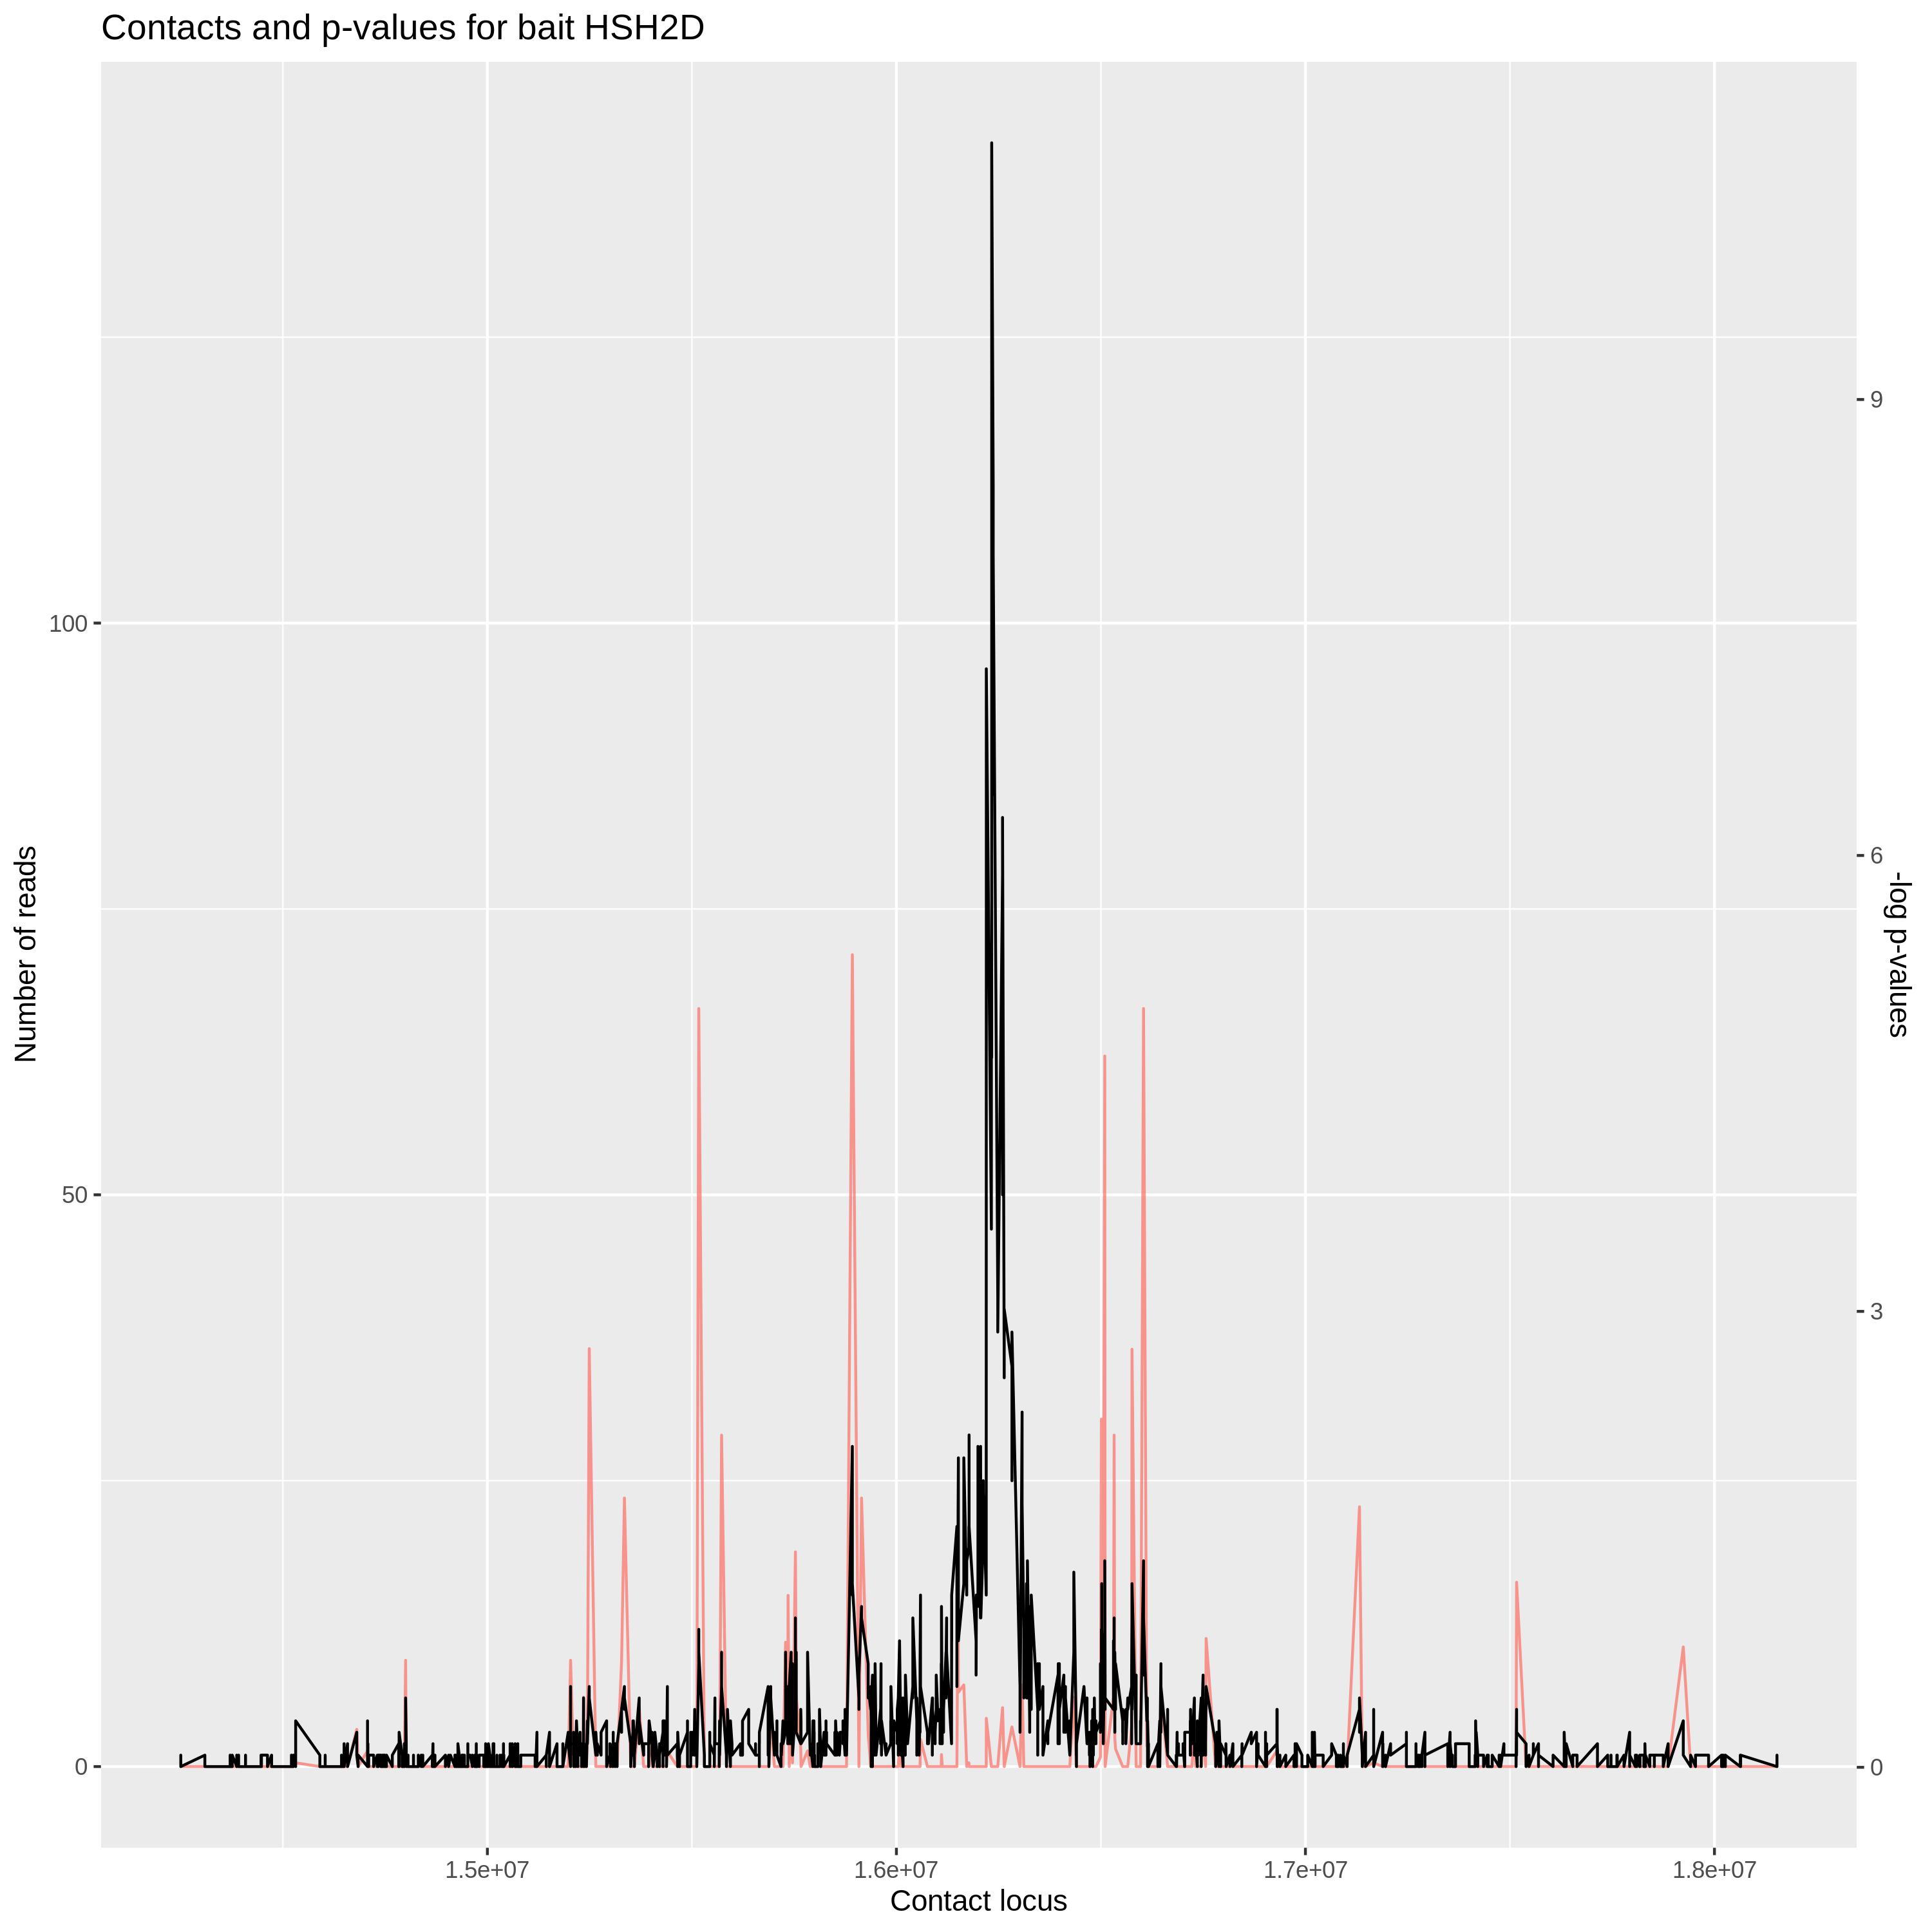 Contacts and p-values for bait HSH2D
100
50
0
Number of reads
9
6
3
0
-log p-values
1.5e+07
1.6e+07
1.7e+07
1.8e+07
Contact locus